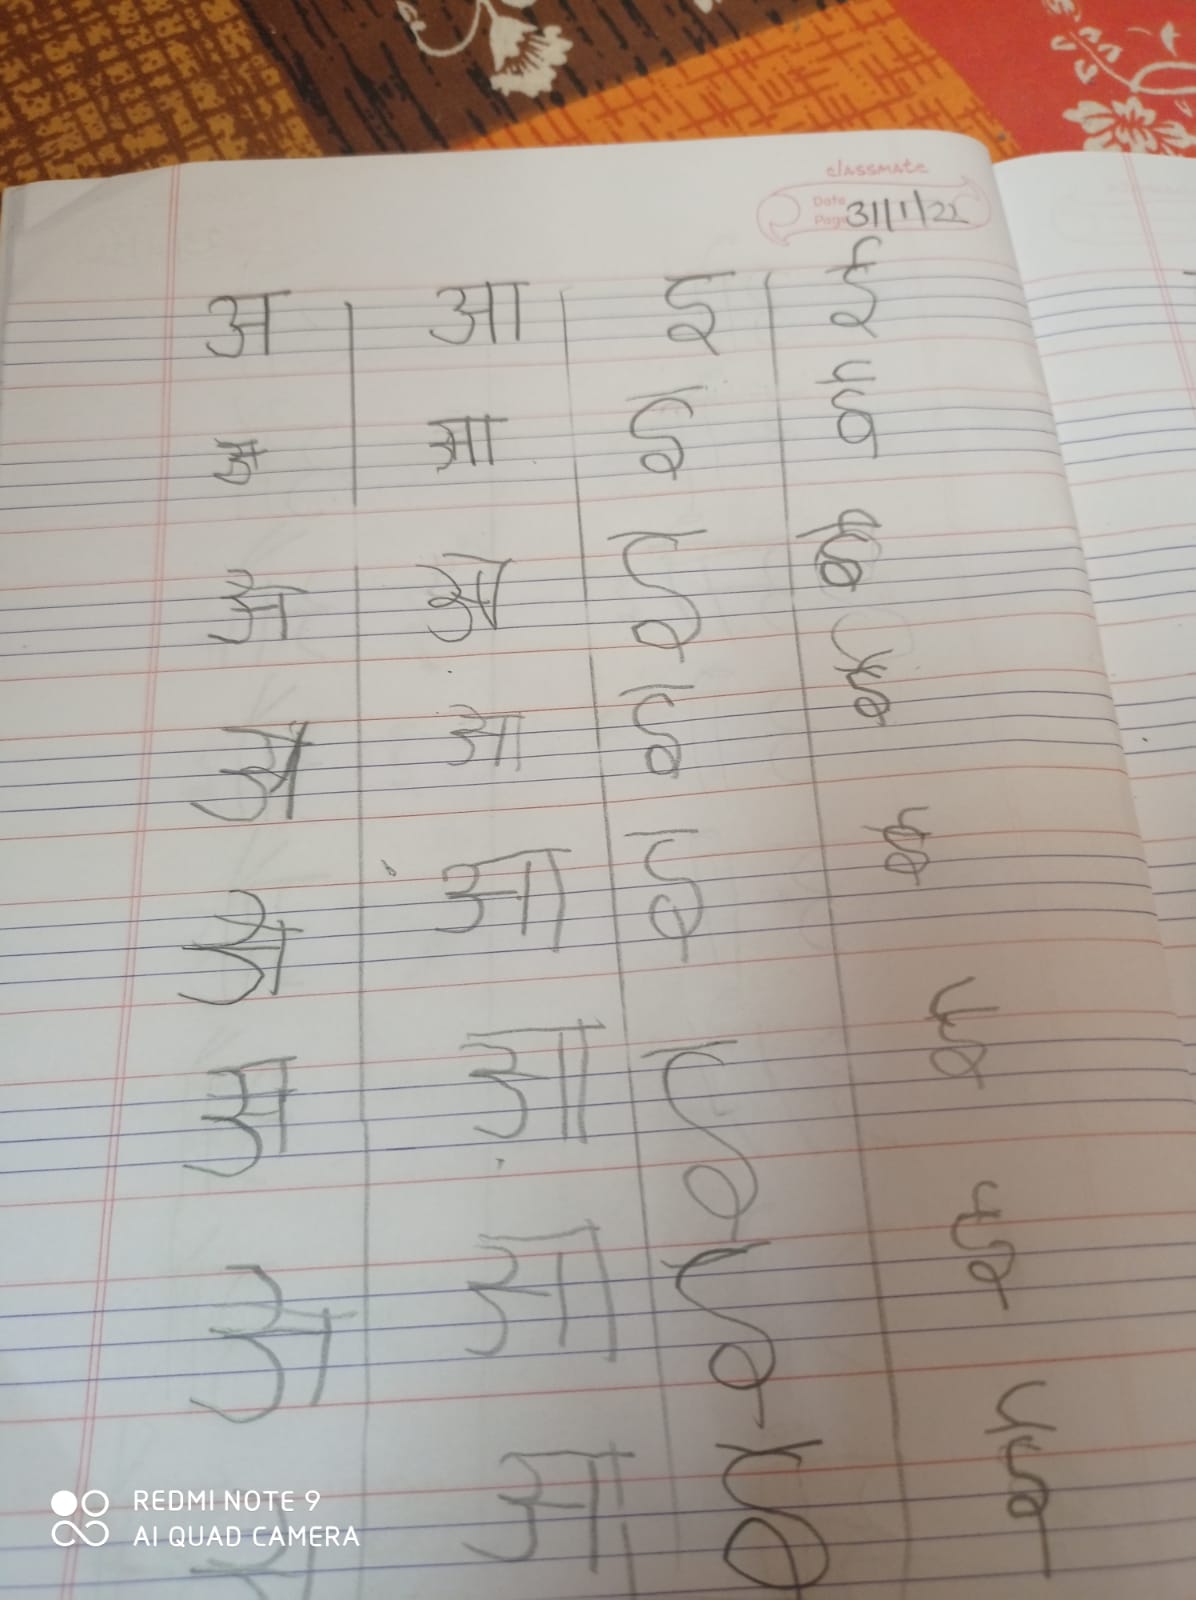 classmate
Date 31/1/22
Page
अ आ इ ई
अ आ इ ई
अ आ इ ई
अ आ इ ई
अ आ इ ई
अ आ इ ई
अ आ इ ई
अ आ इ ई
REDMI NOTE 9
AI QUAD CAMERA